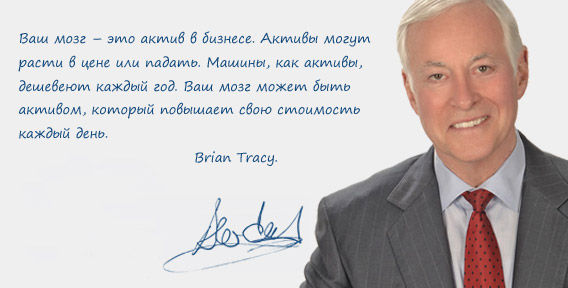 Ваш мозг – это актив в бизнесе. Активы могут
расти в цене или падать. Машины, как активы,
дешевеют каждый год. Ваш мозг может быть
активом, который повышает свою стоимость
каждый день.
Brian Tracy.